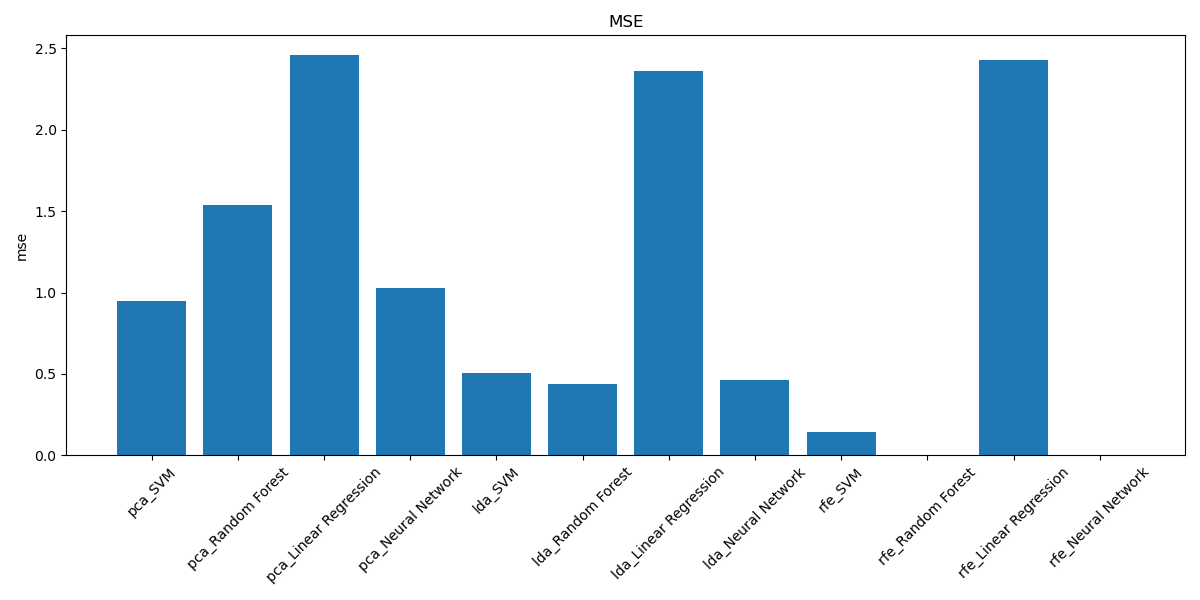 MSE
mse
2.5
2.0
1.5
1.0
0.5
0.0
pca_SVM
pca_Random Forest
pca_Linear Regression
pca_Neural Network
lda_SVM
lda_Random Forest
lda_Linear Regression
lda_Neural Network
rfe_SVM
rfe_Random Forest
rfe_Linear Regression
rfe_Neural Network